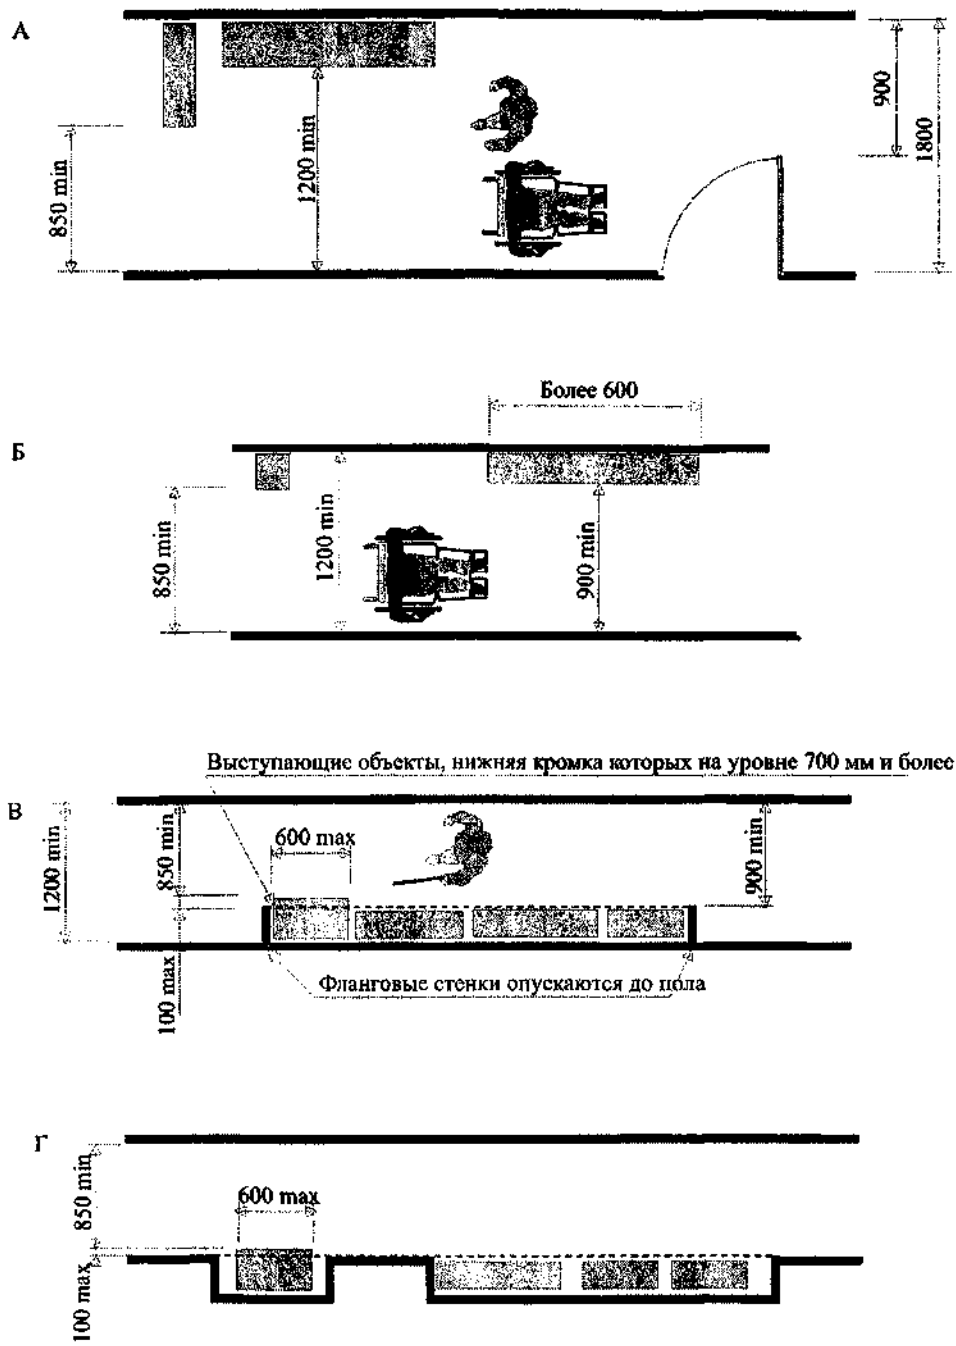 А
900
1800
1200 min
850 min
Более 600
Б
850 min
1200 min
900 min
Выступающие объекты, нижняя кромка которых на уровне 700 мм и более
В
1200 min
850 min
600 max
900 min
100 max
Фланговые стенки опускаются до пола
Г
850 min
600 max
100 max